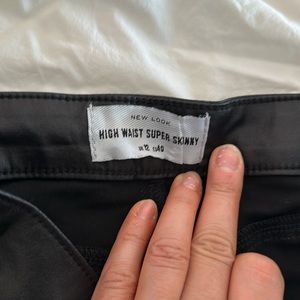 NEW LOOK
HIGH WAIST SUPER SKINNY
UK12 EU40